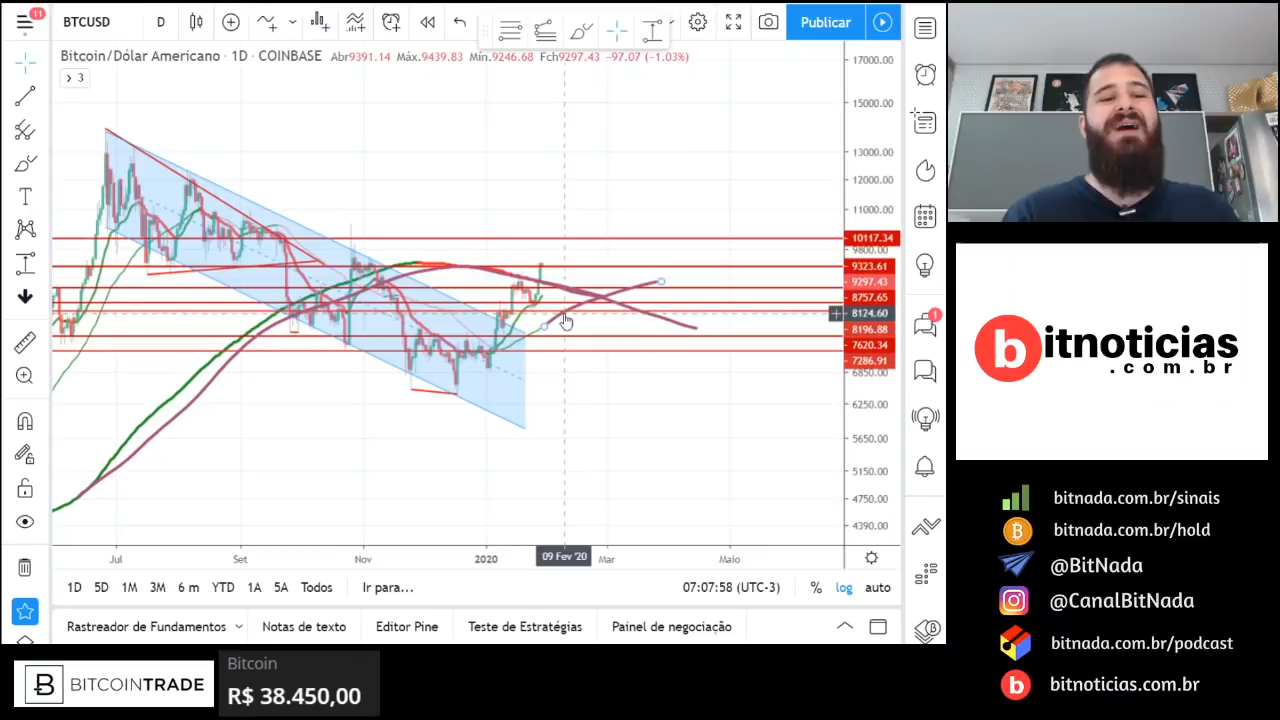 11
BTCUSD D Publicar
Bitcoin/Dólar Americano · 1D · COINBASE Abr9391.14 Máx.9439.83 Mín.9246.68 Fch9297.43 -97.07 (-1.03%)
3
17000.00
15000.00
13000.00
12000.00
11000.00
10117.34
9800.00
9323.61
9297.43
8757.65
8124.60
8196.88
7620.34
7286.91
6850.00
6250.00
5650.00
5150.00
4750.00
4390.00
Jul Set Nov 2020 09 Fev '20 Mar Maio
1D 5D 1M 3M 6 m YTD 1A 5A Todos Ir para... 07:07:58 (UTC-3) % log auto
Rastreador de Fundamentos Notas de texto Editor Pine Teste de Estratégias Painel de negociação
1
bitnoticias
.com.br
bitnada.com.br/sinais
bitnada.com.br/hold
@BitNada
@CanalBitNada
bitnada.com.br/podcast
b bitnoticias.com.br
B BITCOINTRADE
Bitcoin
R$ 38.450,00